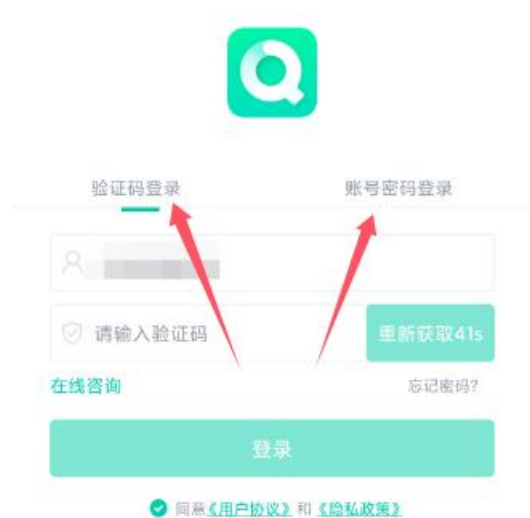 验证码登录 账号密码登录
请输入验证码 重新获取41s
在线咨询 忘记密码?
登录
同意《用户协议》和《隐私政策》